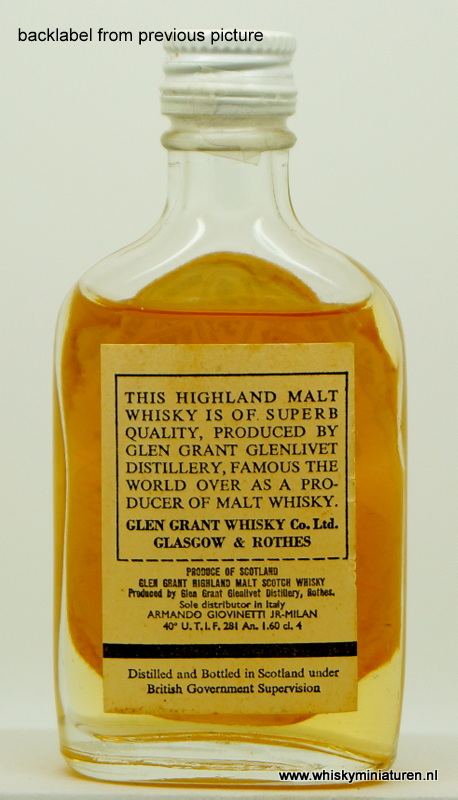 backlabel from previous picture
THIS HIGHLAND MALT
WHISKY IS OF SUPERB
QUALITY, PRODUCED BY
GLEN GRANT GLENLIVET
DISTILLERY, FAMOUS THE
WORLD OVER AS A PRO-
DUCER OF MALT WHISKY.
GLEN GRANT WHISKY Co. Ltd.
GLASGOW & ROTHES
PRODUCE OF SCOTLAND
GLEN GRANT HIGHLAND MALT SCOTCH WHISKY
Produced by Glen Grant Glenlivet Distillery, Rothes.
Sole distributor in Italy
ARMANDO GIOVINETTI JR-MILAN
40° U.T.I.F. 281 An. 1.60 cl. 4
Distilled and Bottled in Scotland under
British Government Supervision
www.whiskyminiaturen.nl